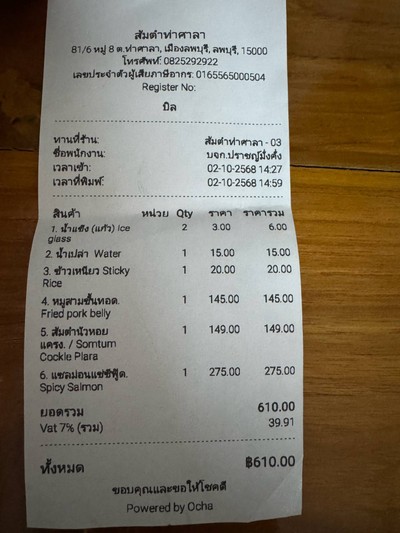 ส้มตำท่าศาลา
81/6 หมู่ 8 ต.ท่าศาลา, เมืองลพบุรี, ลพบุรี, 15000
โทรศัพท์: 0825292922
เลขประจำตัวผู้เสียภาษีอากร: 0165565000504
Register No:
บิล
ทานที่ร้าน: ส้มตำท่าศาลา - 03
ชื่อพนักงาน: บจก.ปราชญ์มั่งคั่ง
เวลาเข้า: 02-10-2568 14:27
เวลาที่พิมพ์: 02-10-2568 14:59
สินค้า หน่วย Qty ราคา ราคารวม
1. น้ำแข็ง (แก้ว) Ice 2 3.00 6.00
glass
2. น้ำเปล่า Water 1 15.00 15.00
3. ข้าวเหนียว Sticky 1 20.00 20.00
Rice
4. หมูสามชั้นทอด. 1 145.00 145.00
Fried pork belly
5. ส้มตำนัวหอย 1 149.00 149.00
แครง. / Somtum
Cockle Plara
6. แซลม่อนแซ่ซีฟู๊ด. 1 275.00 275.00
Spicy Salmon
ยอดรวม 610.00
Vat 7% (รวม) 39.91
ทั้งหมด ฿610.00
ขอบคุณและขอให้โชคดี
Powered by Ocha